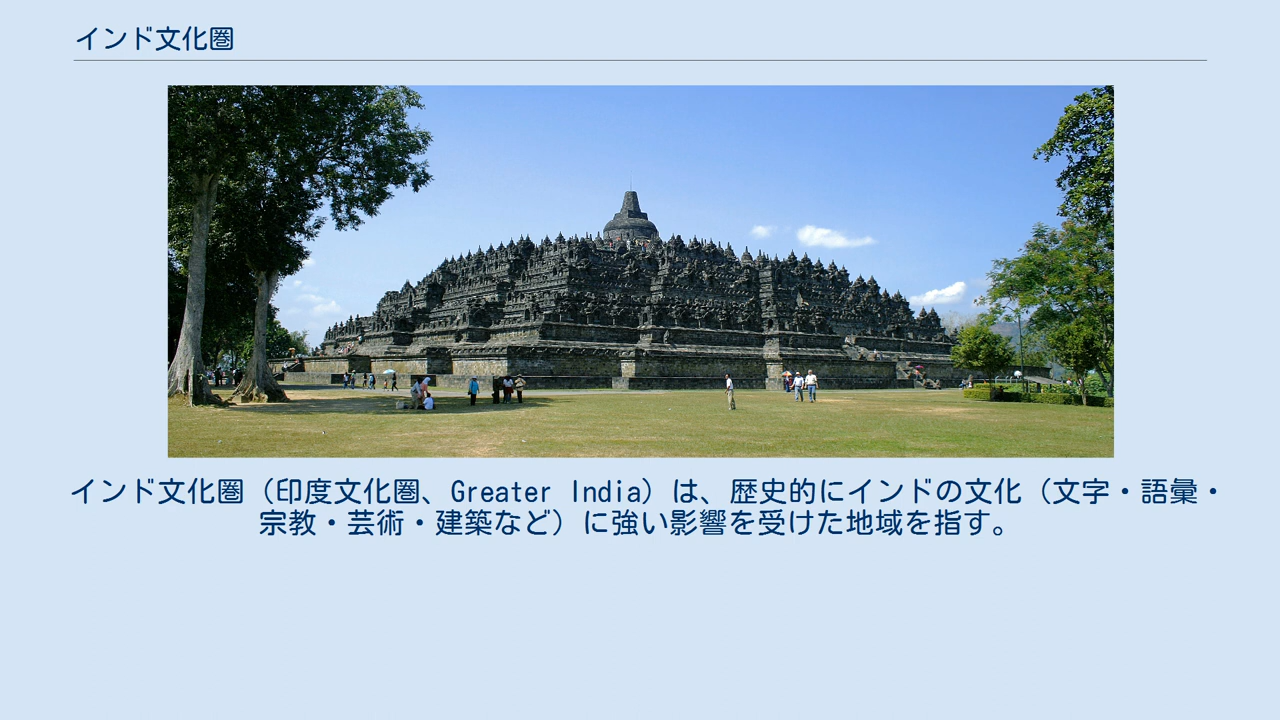 インド文化圏
インド文化圏（印度文化圏、Greater India）は、歴史的にインドの文化（文字・語彙・
宗教・芸術・建築など）に強い影響を受けた地域を指す。